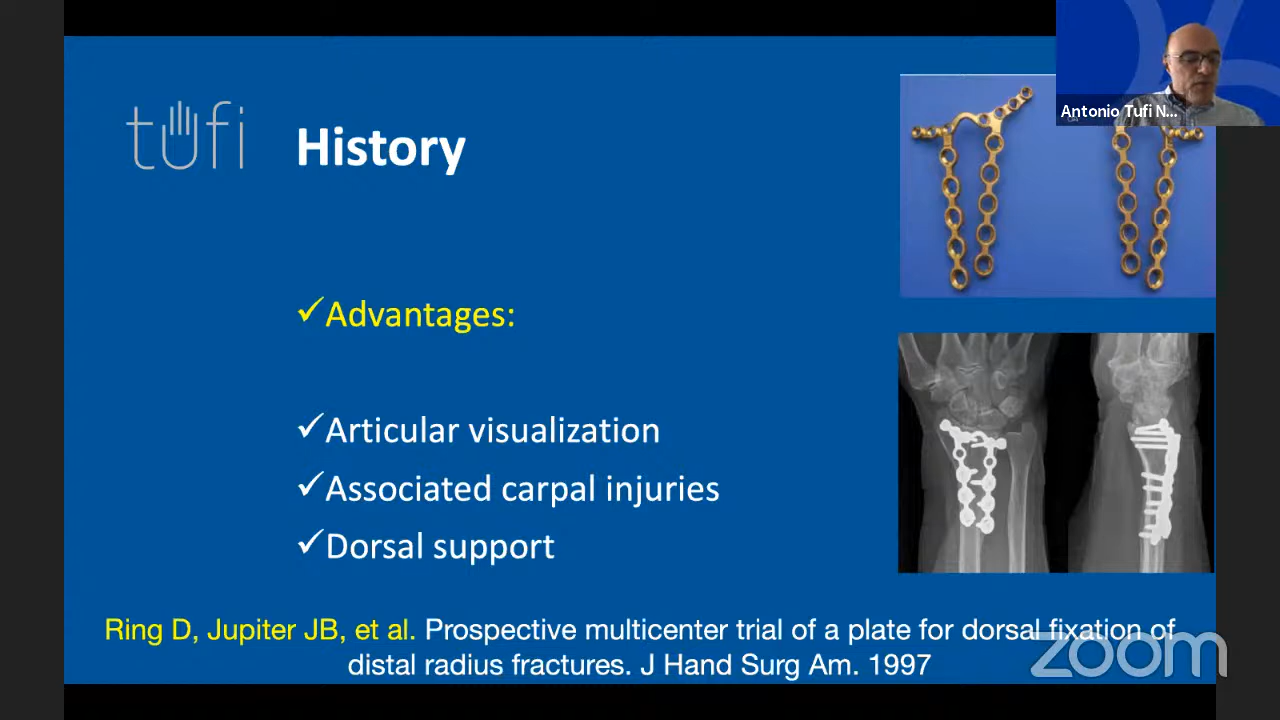 Antonio Tufi N...
tufi
History
✓Advantages:
✓Articular visualization
✓Associated carpal injuries
✓Dorsal support
Ring D, Jupiter JB, et al. Prospective multicenter trial of a plate for dorsal fixation of
distal radius fractures. J Hand Surg Am. 1997
zoom